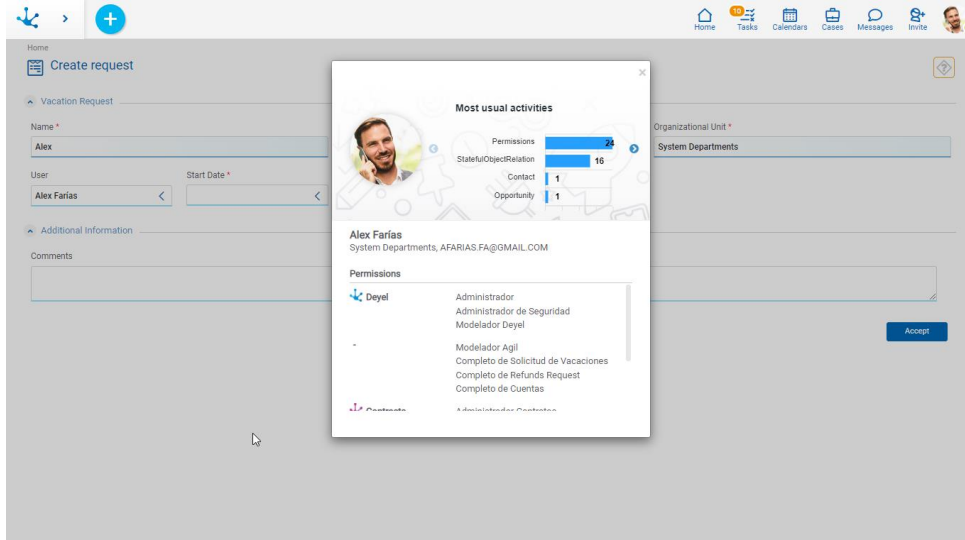 10
Home
Tasks
Calendars
Cases
Messages
Invite
Home
Create request
Vacation Request
Name *
Organizational Unit *
Alex
System Departments
User
Start Date *
Alex Farías
Additional Information
Comments
Accept
Most usual activities
Permissions 24
StatefulObjectRelation 16
Contact 1
Opportunity 1
Alex Farías
System Departments, AFARIAS.FA@GMAIL.COM
Permissions
Deyel
Administrador
Administrador de Seguridad
Modelador Deyel
-
Modelador Agil
Completo de Solicitud de Vacaciones
Completo de Refunds Request
Completo de Cuentas